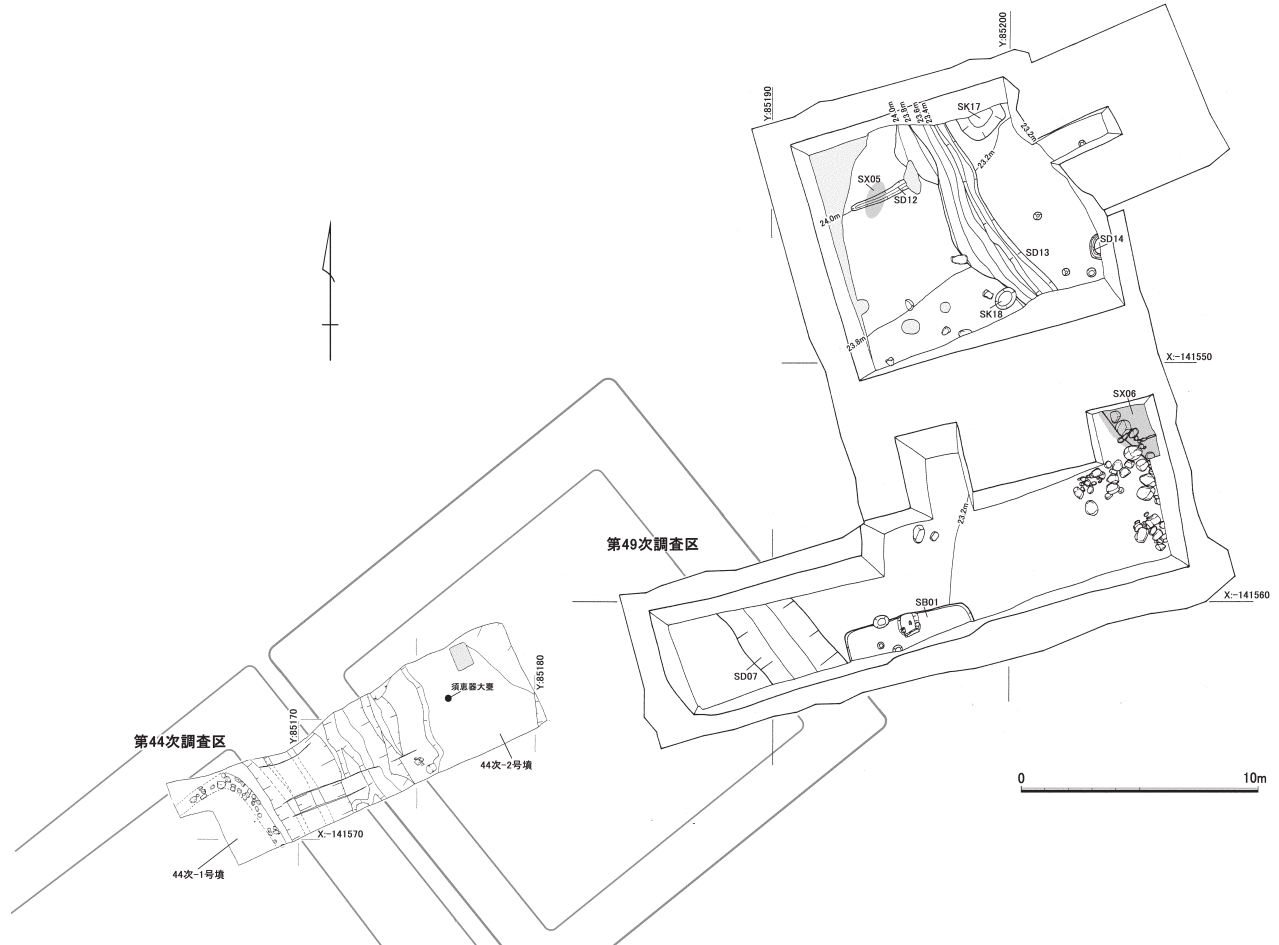 Y:85200
Y:85190
24.0m
23.8m
23.6m
23.4m
SK17
23.2m
23.2m
SX05
SD12
24.0m
SD14
SD13
SK18
23.8m
X:-141550
SX06
23.2m
第49次調査区
X:-141560
SB01
SD07
Y:85180
須恵器大甕
Y:85170
第44次調査区
44次-2号墳
0 10m
X:-141570
44次-1号墳